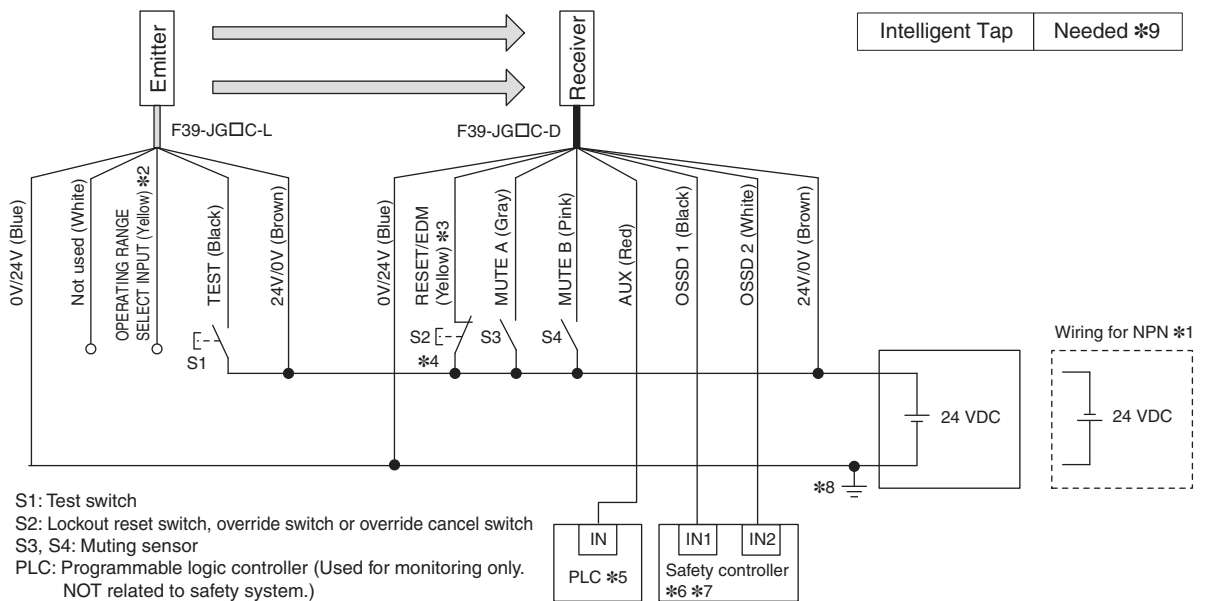 Emitter
Receiver
Intelligent Tap Needed ✻9
F39-JG□C-L
F39-JG□C-D
0V/24V (Blue)
Not used (White)
OPERATING RANGE
SELECT INPUT (Yellow) ✻2
TEST (Black)
24V/0V (Brown)
0V/24V (Blue)
RESET/EDM
(Yellow) ✻3
MUTE A (Gray)
MUTE B (Pink)
AUX (Red)
OSSD 1 (Black)
OSSD 2 (White)
24V/0V (Brown)
S1
S2
✻4
S3
S4
Wiring for NPN ✻1
24 VDC
24 VDC
✻8
S1: Test switch
S2: Lockout reset switch, override switch or override cancel switch
S3, S4: Muting sensor
PLC: Programmable logic controller (Used for monitoring only.
NOT related to safety system.)
IN
PLC ✻5
IN1 IN2
Safety controller
✻6 ✻7